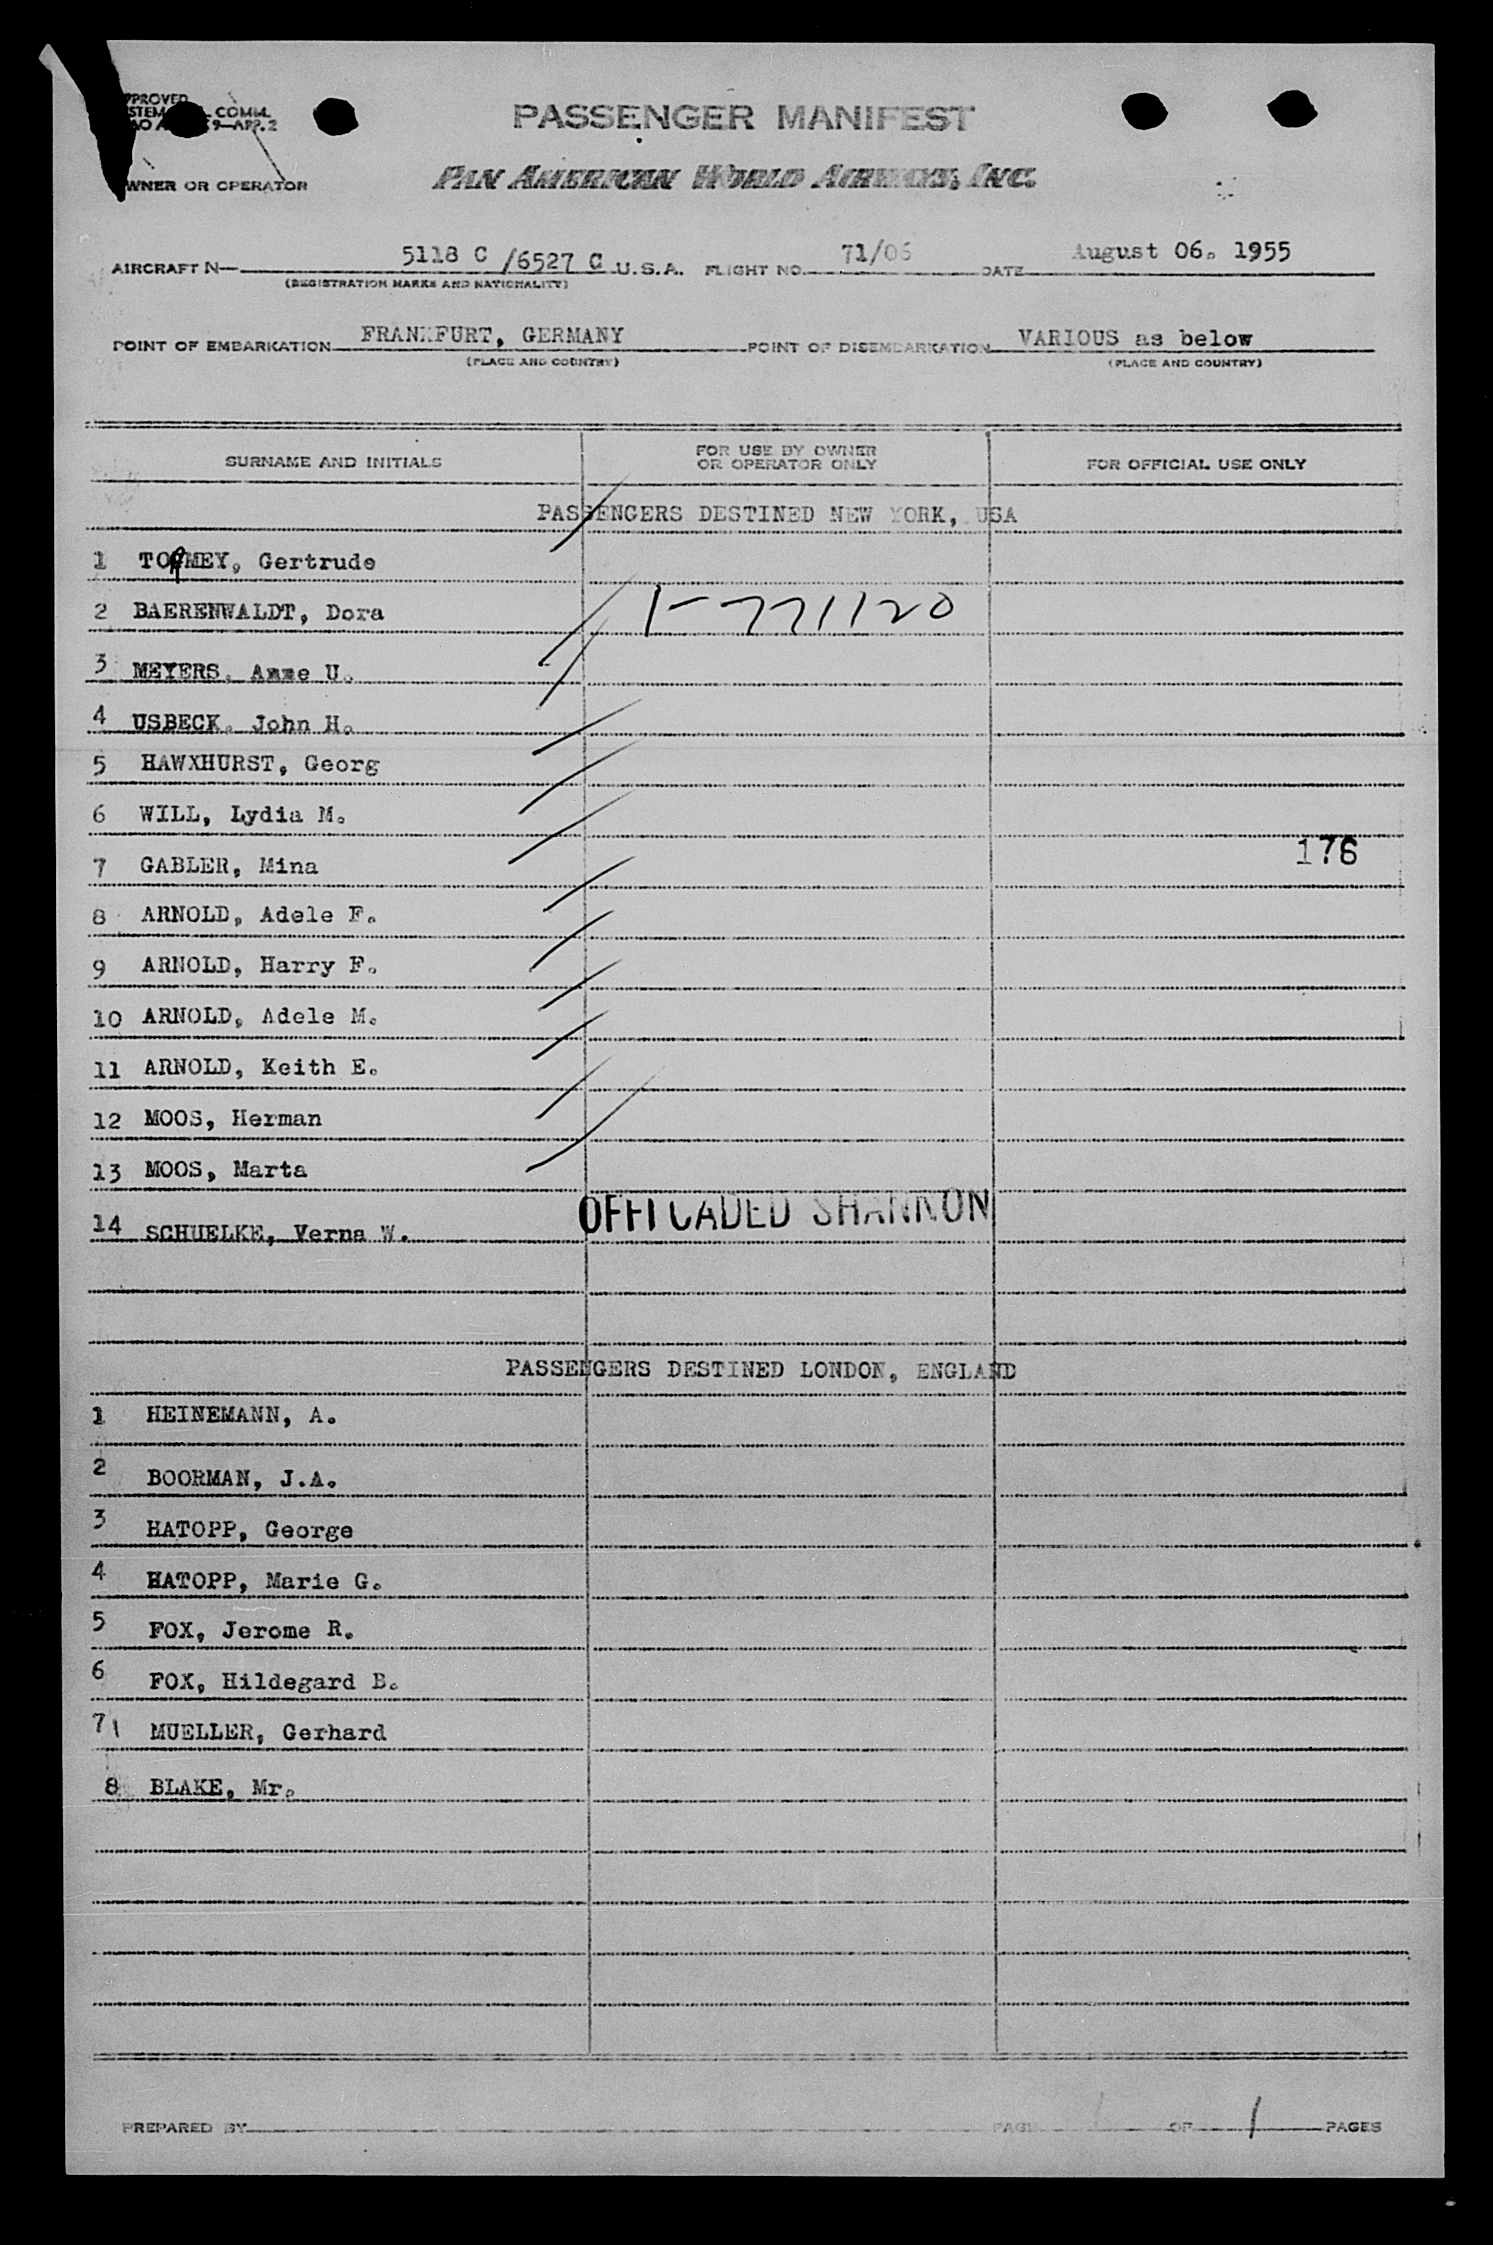 PASSENGER MANIFEST
COMM.
9-APP. 2
OWNER OR OPERATOR
PAN AMERICAN WORLD AIRWAYS, INC.
AIRCRAFT N— 5118 C /6527 C U.S.A. FLIGHT NO. 71/06 DATE August 06. 1955
(REGISTRATION MARKS AND NATIONALITY)
POINT OF EMBARKATION FRANKFURT, GERMANY POINT OF DISEMBARKATION VARIOUS as below
(PLACE AND COUNTRY) (PLACE AND COUNTRY)
SURNAME AND INITIALS FOR USE BY OWNER OR OPERATOR ONLY FOR OFFICIAL USE ONLY
PASSENGERS DESTINED NEW YORK, USA
1 Gertrude
2 BAERENWALDT, Dora 1-771120
3 MEYERS. Anne U.
4 USBECK. John H.
5 HAWXHURST, Georg
6 WILL, Lydia M.
7 GABLER, Mina 176
8 ARNOLD, Adele F.
9 ARNOLD, Harry F.
10 ARNOLD, Adele M.
11 ARNOLD, Keith E.
12 MOOS, Herman
13 MOOS, Marta
14 SCHUELKE, Verna W. OFFLOADED SHANNON
PASSENGERS DESTINED LONDON, ENGLAND
1 HEINEMANN, A.
2 BOORMAN, J.A.
3 HATOPP, George
4 HATOPP, Marie G.
5 FOX, Jerome R.
6 FOX, Hildegard B.
7 MUELLER, Gerhard
8 BLAKE, Mr.
PREPARED BY PAGE 1 OF 1 PAGES